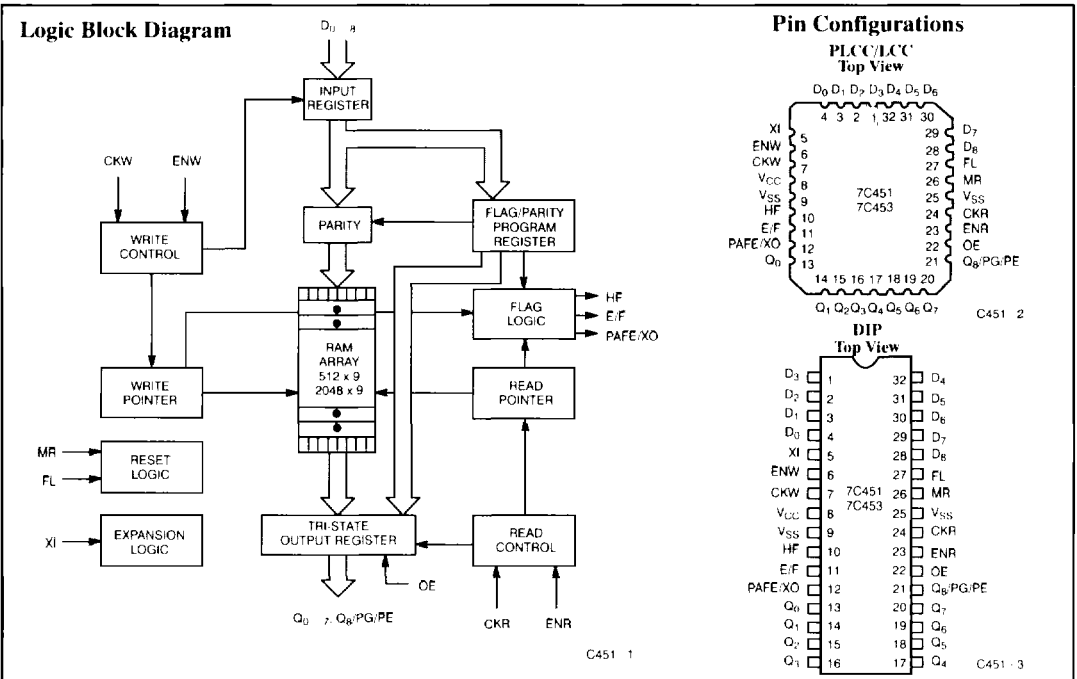 Logic Block Diagram
D0 8
INPUT
REGISTER
CKW ENW
WRITE
CONTROL
PARITY
FLAG/PARITY
PROGRAM
REGISTER
FLAG
LOGIC
HF
E/F
PAFE/XO
RAM
ARRAY
512 x 9
2048 x 9
WRITE
POINTER
READ
POINTER
MR
FL
RESET
LOGIC
XI
EXPANSION
LOGIC
TRI-STATE
OUTPUT REGISTER
READ
CONTROL
OE
Q0 7, Q8/PG/PE
CKR ENR
C451 1
Pin Configurations
PLCC/LCC
Top View
D0 D1 D2 D3 D4 D5 D6
4 3 2 1 32 31 30
XI 5 29 D7
ENW 6 28 D8
CKW 7 27 FL
VCC 8 26 MR
VSS 9 25 VSS
HF 10 24 CKR
E/F 11 23 ENR
PAFE/XO 12 22 OE
Q0 13 21 Q8/PG/PE
7C451
7C453
14 15 16 17 18 19 20
Q1 Q2 Q3 Q4 Q5 Q6 Q7
C451 2
DIP
Top View
D3 1 32 D4
D2 2 31 D5
D1 3 30 D6
D0 4 29 D7
XI 5 28 D8
ENW 6 27 FL
CKW 7 7C451 26 MR
VCC 8 7C453 25 VSS
VSS 9 24 CKR
HF 10 23 ENR
E/F 11 22 OE
PAFE/XO 12 21 Q8/PG/PE
Q0 13 20 Q7
Q1 14 19 Q6
Q2 15 18 Q5
Q3 16 17 Q4
C451 - 3